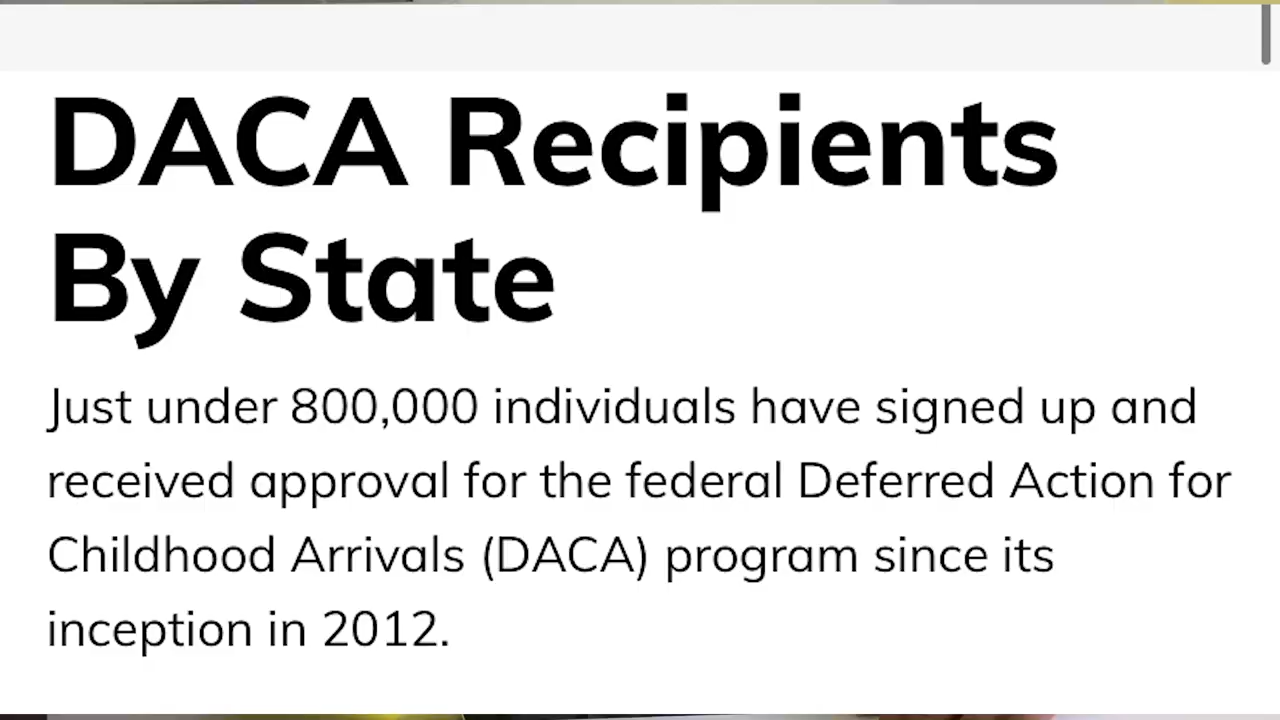 DACA Recipients
By State
Just under 800,000 individuals have signed up and
received approval for the federal Deferred Action for
Childhood Arrivals (DACA) program since its
inception in 2012.